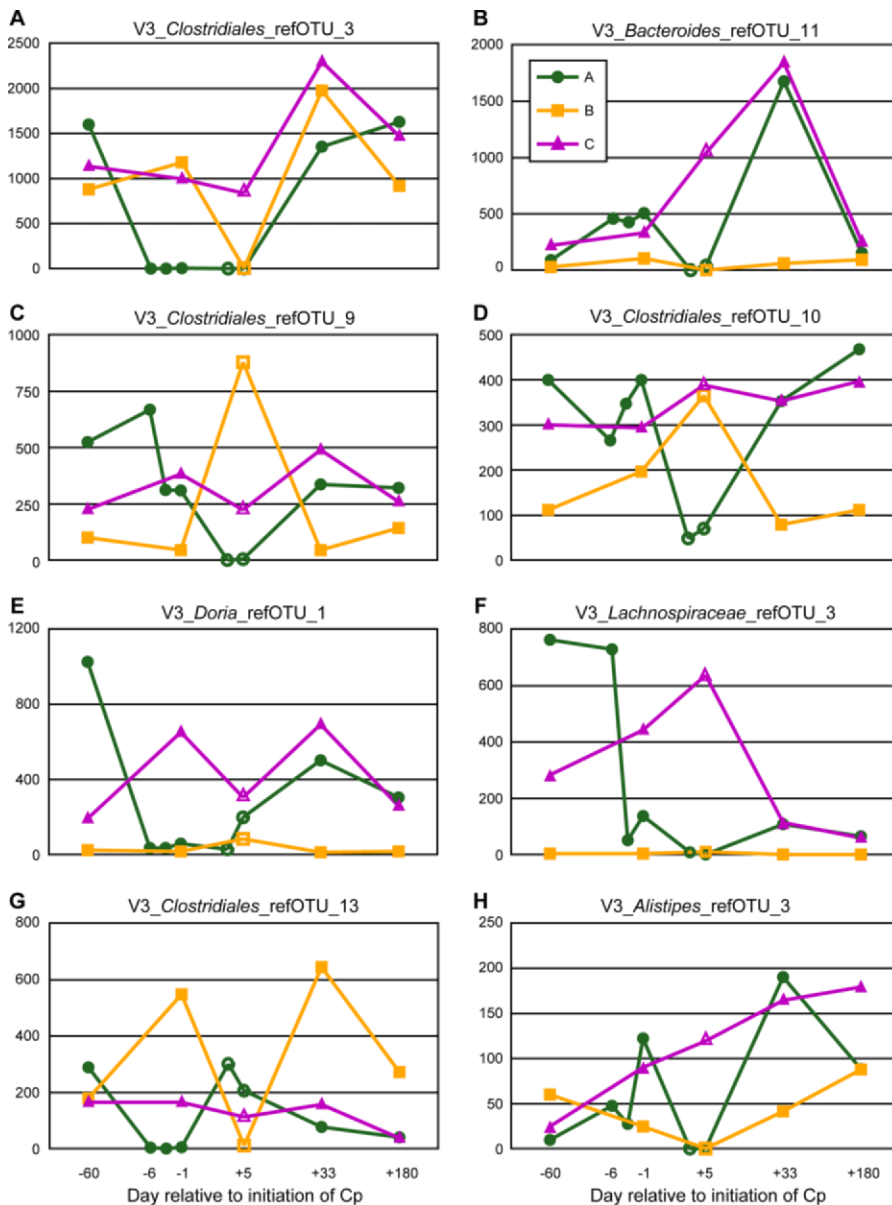 A
V3_Clostridiales_refOTU_3
2500
2000
1500
1000
500
0
B
V3_Bacteroides_refOTU_11
2000
1500
1000
500
0
A
B
C
C
V3_Clostridiales_refOTU_9
1000
750
500
250
0
D
V3_Clostridiales_refOTU_10
500
400
300
200
100
0
E
V3_Doria_refOTU_1
1200
800
400
0
F
V3_Lachnospiraceae_refOTU_3
800
600
400
200
0
G
V3_Clostridiales_refOTU_13
800
600
400
200
0
-60 -6 -1 +5 +33 +180
Day relative to initiation of Cp
H
V3_Alistipes_refOTU_3
250
200
150
100
50
0
-60 -6 -1 +5 +33 +180
Day relative to initiation of Cp